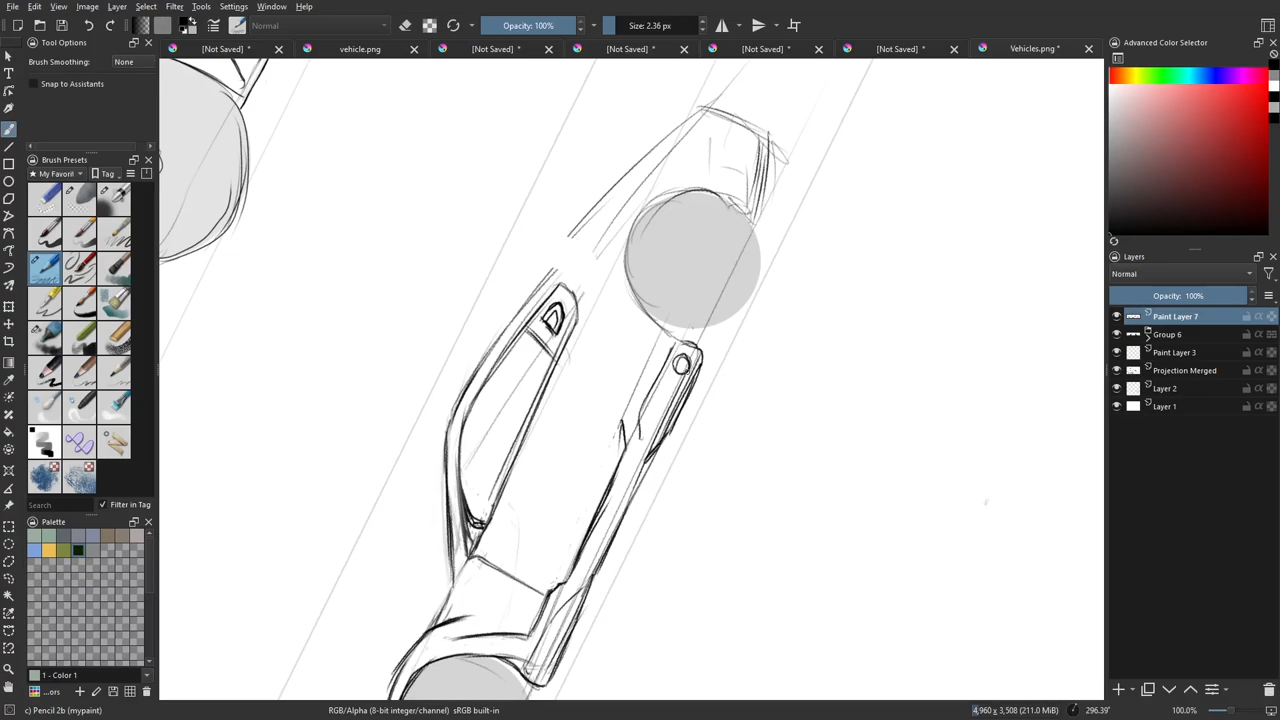 File Edit View Image Layer Select Filter Tools Settings Window Help
Normal
Opacity: 100%
Size: 2.36 px
Tool Options
[Not Saved] *
vehicle.png
[Not Saved] *
[Not Saved] *
[Not Saved] *
[Not Saved] *
Vehicles.png *
Brush Smoothing: None
Snap to Assistants
Brush Presets
My Favorit
Tag
Search
Filter in Tag
Palette
1 - Color 1
...ors
Advanced Color Selector
Layers
Normal
Opacity: 100%
Paint Layer 7
Group 6
Paint Layer 3
Projection Merged
Layer 2
Layer 1
c) Pencil 2b (mypaint)
RGB/Alpha (8-bit integer/channel) sRGB built-in
4,960 x 3,508 (211.0 MiB)
296.39°
100.0%